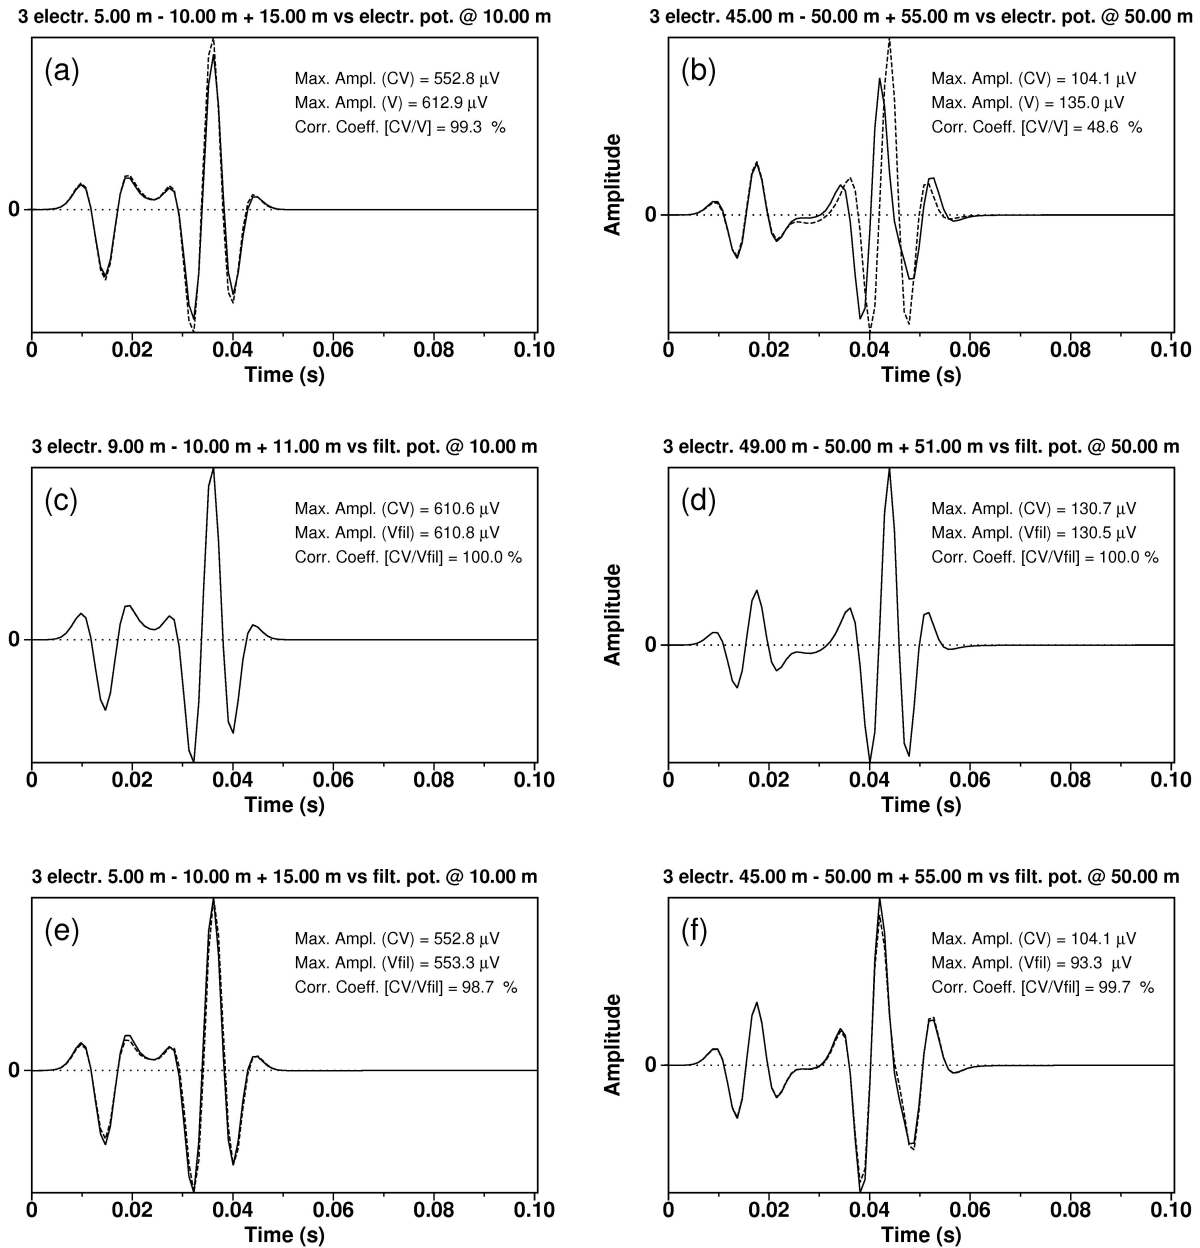 3 electr. 5.00 m - 10.00 m + 15.00 m vs electr. pot. @ 10.00 m
(a)
Max. Ampl. (CV) = 552.8 μV
Max. Ampl. (V) = 612.9 μV
Corr. Coeff. [CV/V] = 99.3 %
0
0 0.02 0.04 0.06 0.08 0.10
Time (s)
3 electr. 45.00 m - 50.00 m + 55.00 m vs electr. pot. @ 50.00 m
(b)
Max. Ampl. (CV) = 104.1 μV
Max. Ampl. (V) = 135.0 μV
Corr. Coeff. [CV/V] = 48.6 %
Amplitude
0
0 0.02 0.04 0.06 0.08 0.10
Time (s)
3 electr. 9.00 m - 10.00 m + 11.00 m vs filt. pot. @ 10.00 m
(c)
Max. Ampl. (CV) = 610.6 μV
Max. Ampl. (Vfil) = 610.8 μV
Corr. Coeff. [CV/Vfil] = 100.0 %
0
0 0.02 0.04 0.06 0.08 0.10
Time (s)
3 electr. 49.00 m - 50.00 m + 51.00 m vs filt. pot. @ 50.00 m
(d)
Max. Ampl. (CV) = 130.7 μV
Max. Ampl. (Vfil) = 130.5 μV
Corr. Coeff. [CV/Vfil] = 100.0 %
Amplitude
0
0 0.02 0.04 0.06 0.08 0.10
Time (s)
3 electr. 5.00 m - 10.00 m + 15.00 m vs filt. pot. @ 10.00 m
(e)
Max. Ampl. (CV) = 552.8 μV
Max. Ampl. (Vfil) = 553.3 μV
Corr. Coeff. [CV/Vfil] = 98.7 %
0
0 0.02 0.04 0.06 0.08 0.10
Time (s)
3 electr. 45.00 m - 50.00 m + 55.00 m vs filt. pot. @ 50.00 m
(f)
Max. Ampl. (CV) = 104.1 μV
Max. Ampl. (Vfil) = 93.3 μV
Corr. Coeff. [CV/Vfil] = 99.7 %
Amplitude
0
0 0.02 0.04 0.06 0.08 0.10
Time (s)